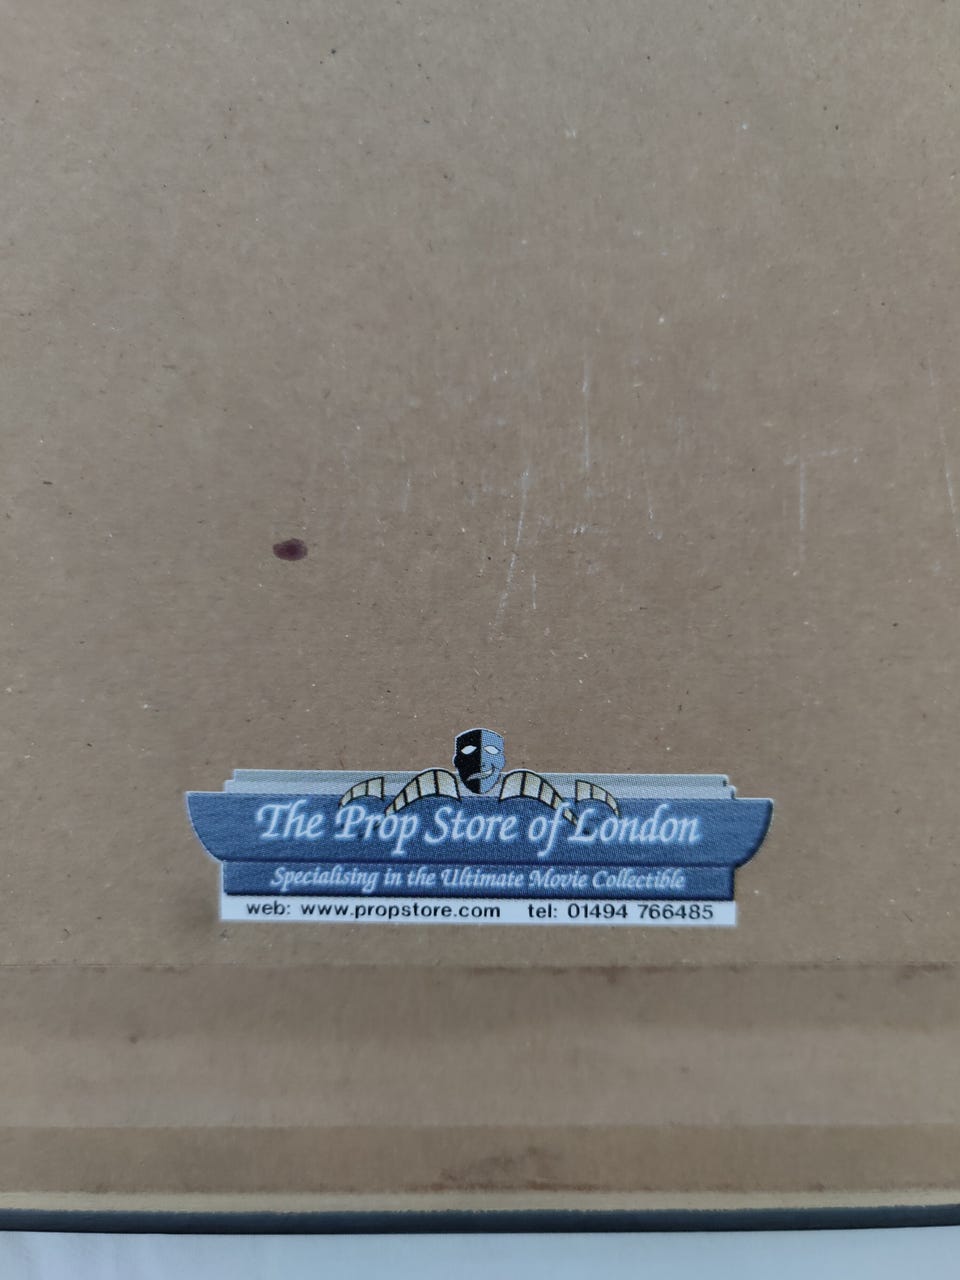 The Prop Store of London
Specialising in the Ultimate Movie Collectible
web: www.propstore.com tel: 01494 766485